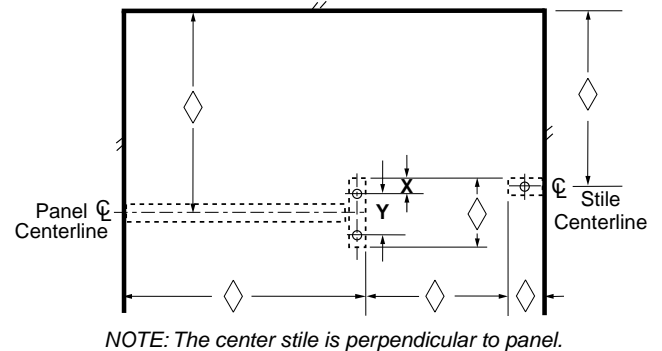 X
Y
Panel ℄
Centerline
℄ Stile
Centerline
NOTE: The center stile is perpendicular to panel.